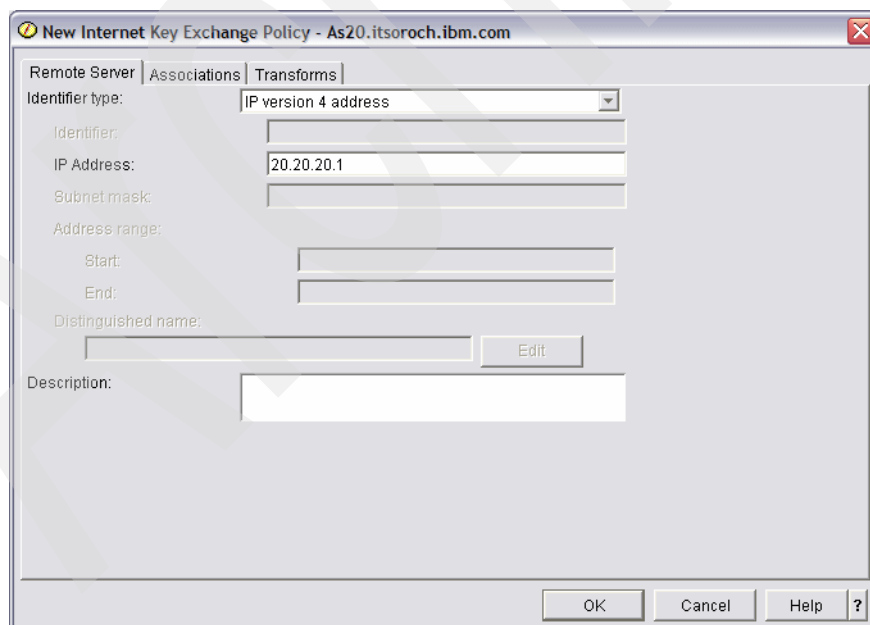 New Internet Key Exchange Policy - As20.itsoroch.ibm.com
Remote Server Associations Transforms
Identifier type: IP version 4 address
Identifier:
IP Address: 20.20.20.1
Subnet mask:
Address range:
Start:
End:
Distinguished name:
Edit
Description:
OK Cancel Help ?